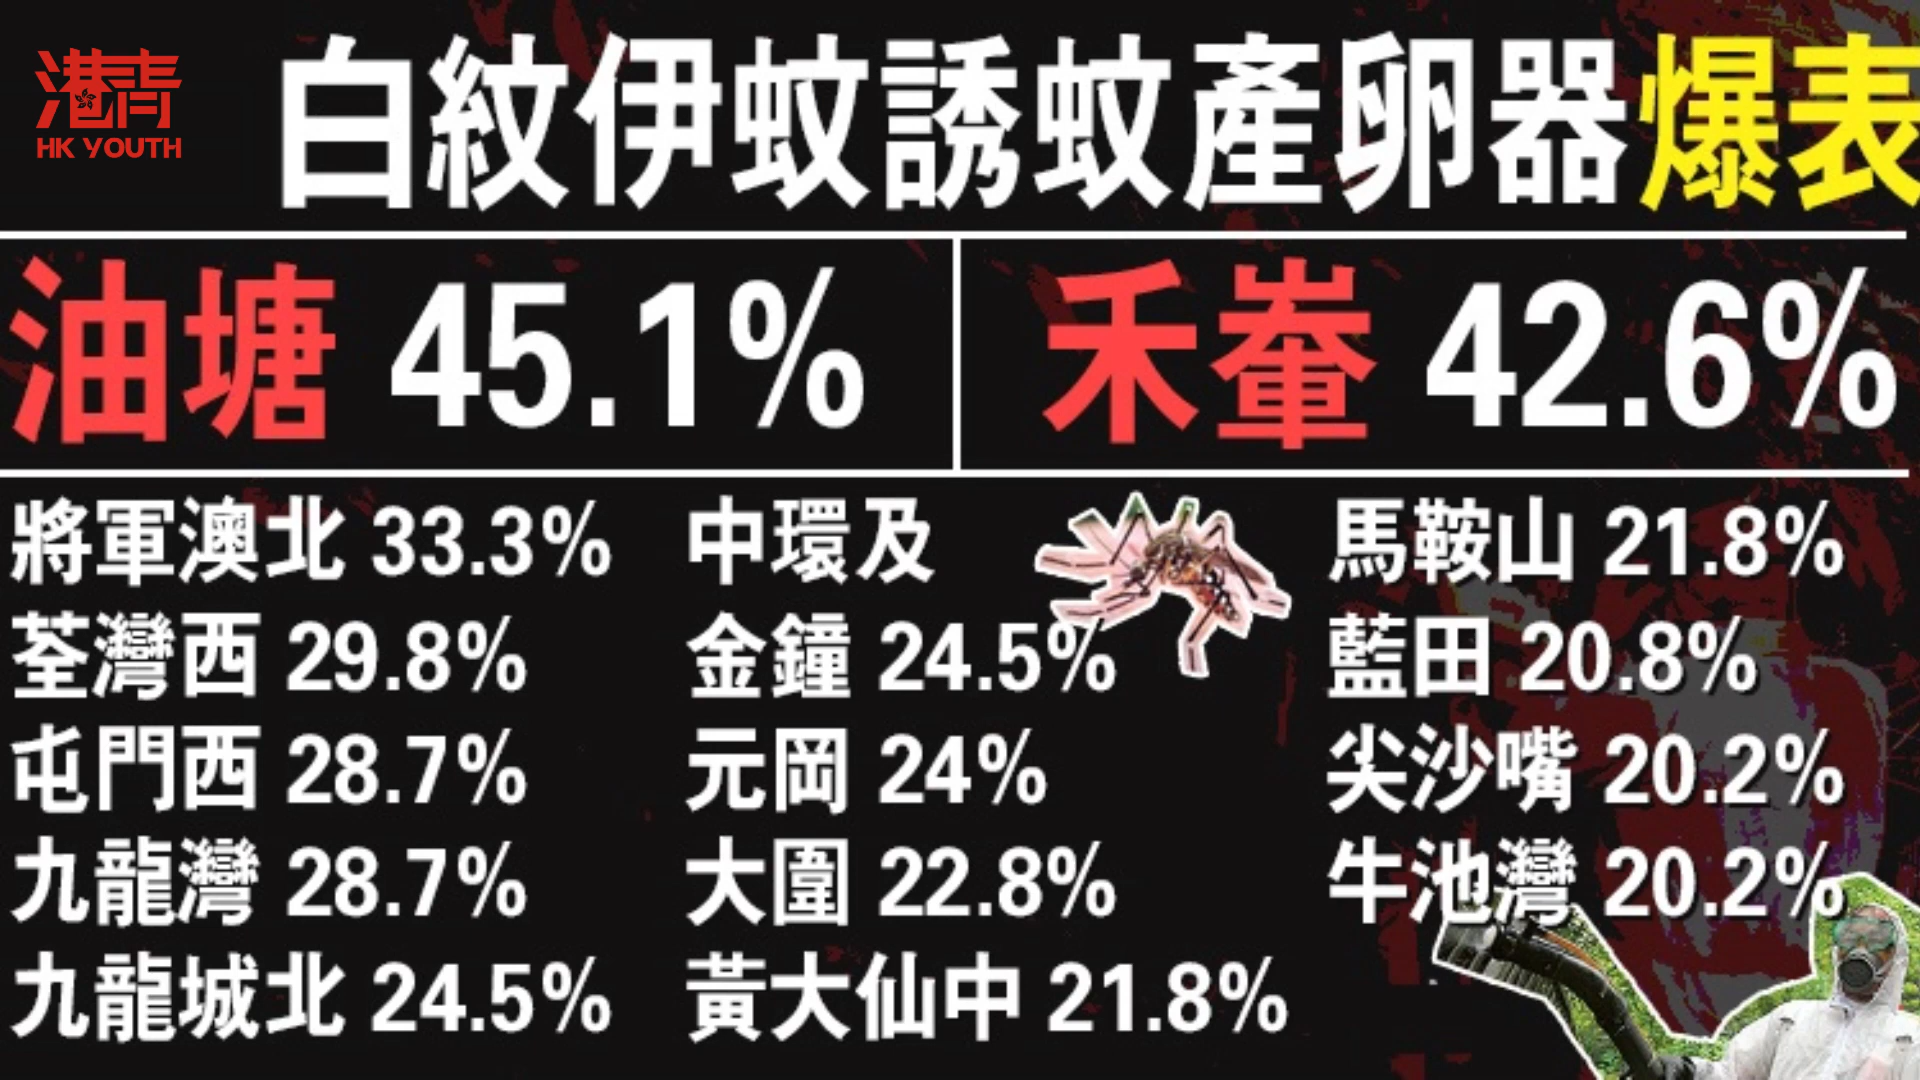 港青
HK YOUTH
白紋伊蚊誘蚊產卵器爆表
油塘 45.1%
禾輋 42.6%
將軍澳北 33.3%
荃灣西 29.8%
屯門西 28.7%
九龍灣 28.7%
九龍城北 24.5%
中環及
金鐘 24.5%
元岡 24%
大圍 22.8%
黃大仙中 21.8%
馬鞍山 21.8%
藍田 20.8%
尖沙嘴 20.2%
牛池灣 20.2%